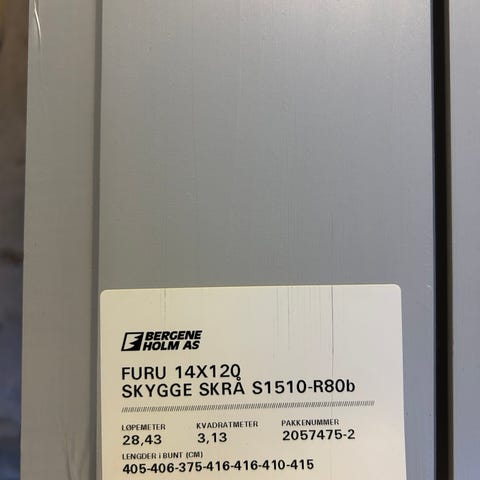 BERGENE
HOLM AS
FURU 14X120
SKYGGE SKRÅ S1510-R80b
LØPEMETER KVADRATMETER PAKKENUMMER
28,43 3,13 2057475-2
LENGDER i BUNT (CM)
405-406-375-416-416-410-415